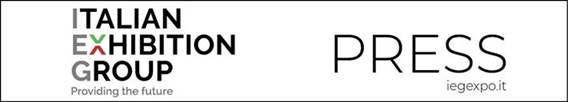 ITALIAN
EXHIBITION
GROUP
Providing the future
PRESS
iegexpo.it